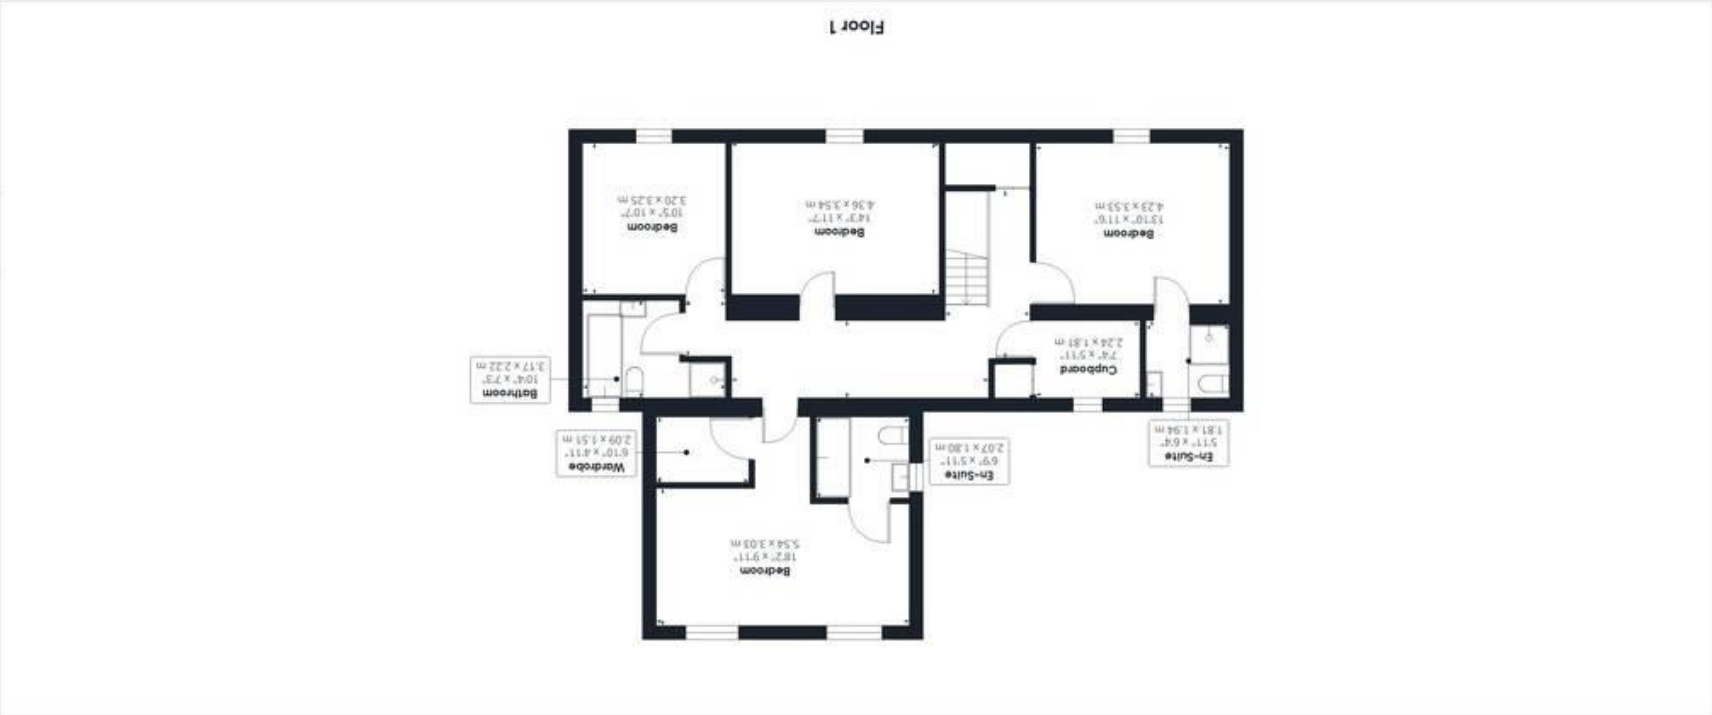 Bedroom
18'2" x 9'11"
5.54 x 3.03 m
En-Suite
6'9" x 5'11"
2.07 x 1.80 m
Wardrobe
6'10" x 4'11"
2.09 x 1.51 m
En-Suite
5'11" x 6'4"
1.81 x 1.94 m
Bathroom
10'4" x 7'3"
3.17 x 2.22 m
Cupboard
7'4" x 5'11"
2.24 x 1.81 m
Bedroom
13'10" x 11'6"
4.23 x 3.53 m
Bedroom
14'3" x 11'7"
4.36 x 3.54 m
Bedroom
10'5" x 10'7"
3.20 x 3.25 m
Floor 1